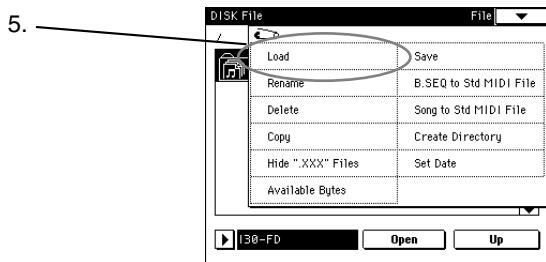 5.
DISK File File
/
Load Save
Rename B.SEQ to Std MIDI File
Delete Song to Std MIDI File
Copy Create Directory
Hide ".XXX" Files Set Date
Available Bytes
I30-FD Open Up